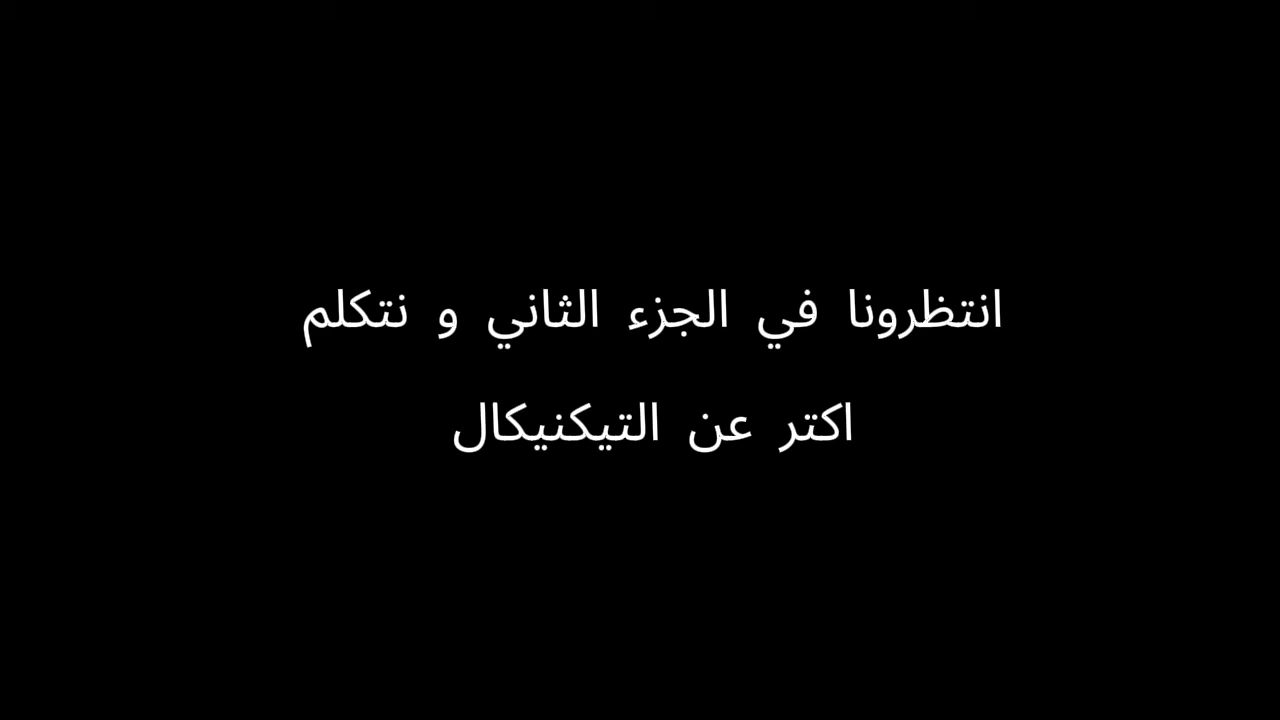 انتظرونا في الجزء الثاني و نتكلم
اكتر عن التيكنيكال